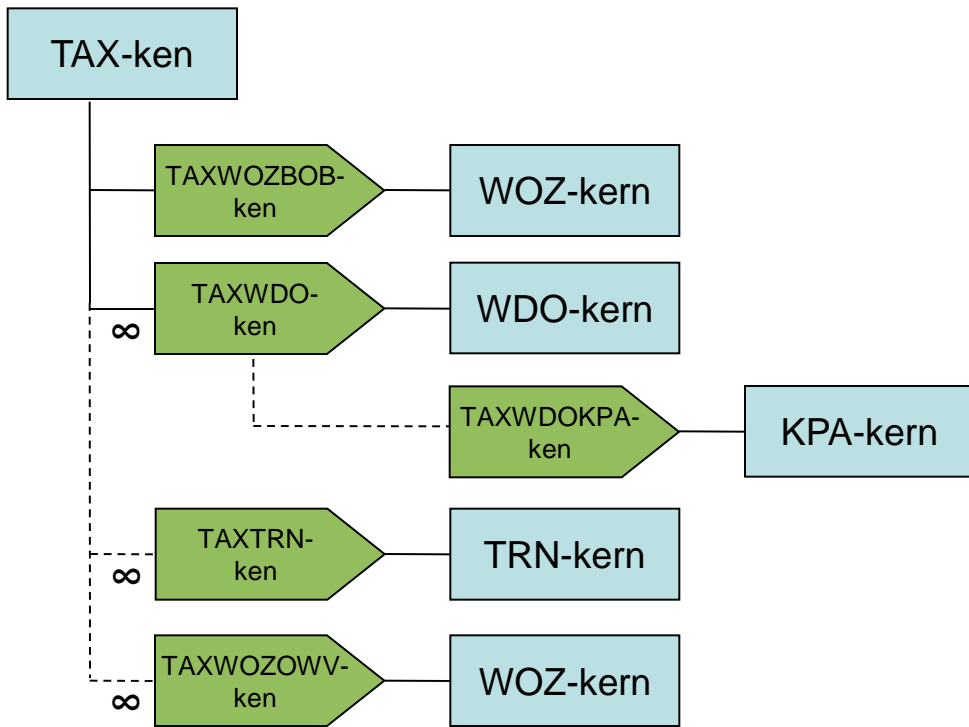 TAX-ken
TAXWOZBOB-
ken
WOZ-kern
TAXWDO-
ken
WDO-kern
∞
TAXWDOKPA-
ken
KPA-kern
TAXTRN-
ken
TRN-kern
∞
TAXWOZOWV-
ken
WOZ-kern
∞